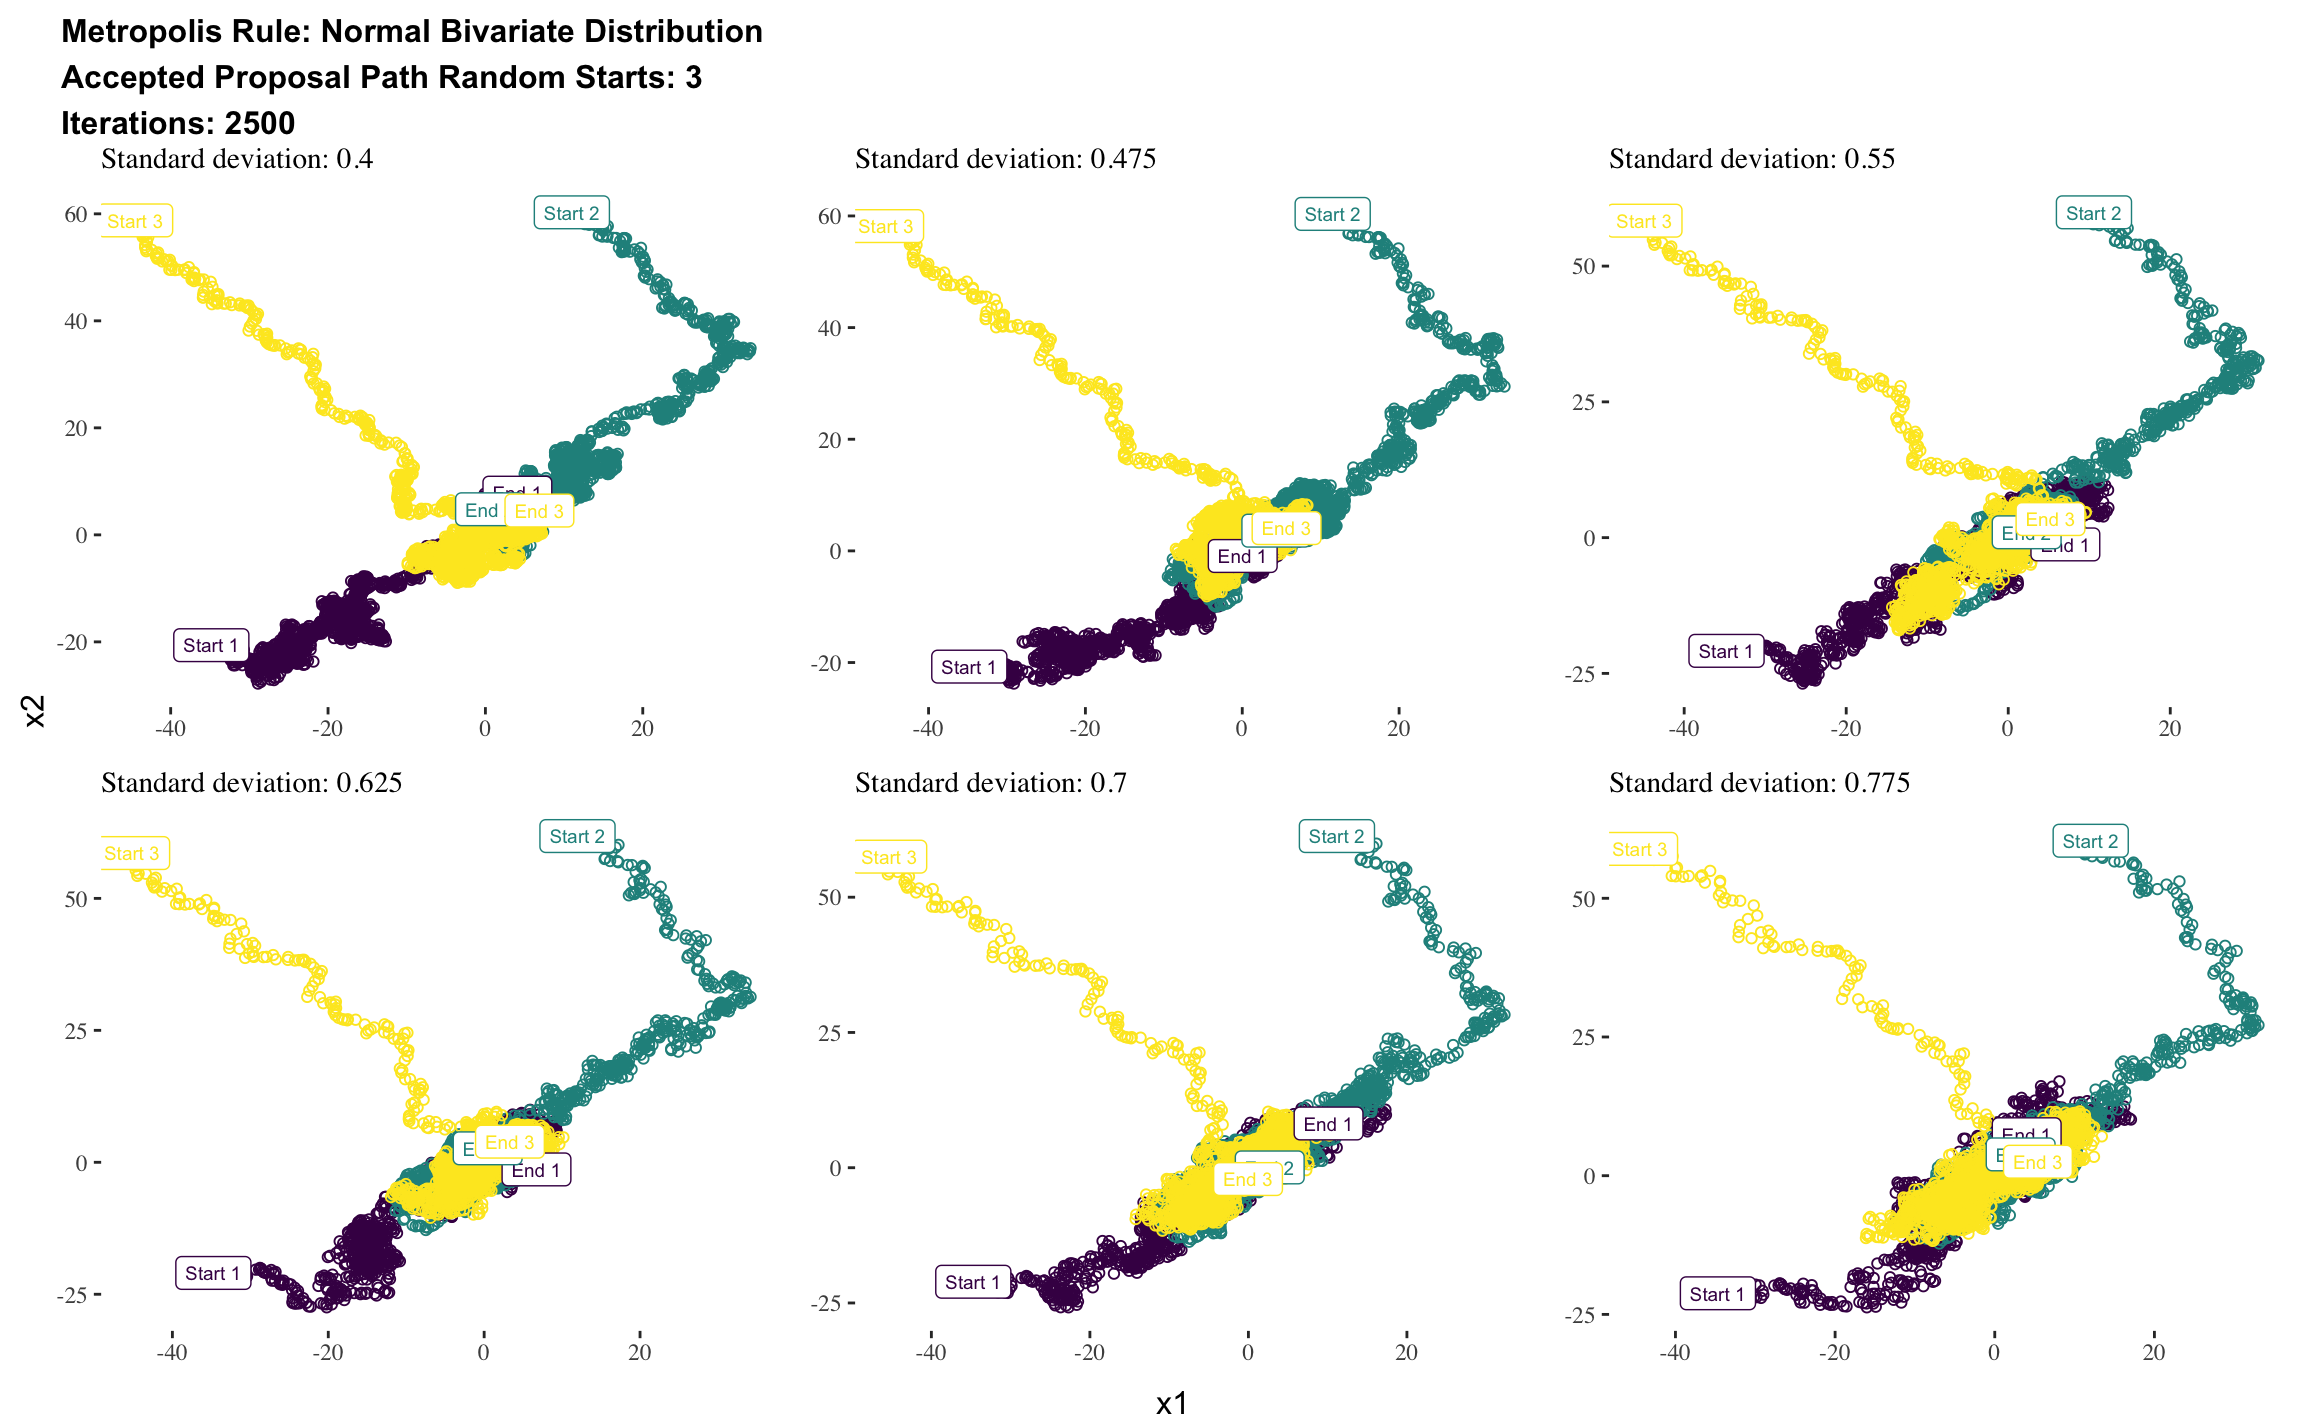 Metropolis Rule: Normal Bivariate Distribution
Accepted Proposal Path Random Starts: 3
Iterations: 2500
Standard deviation: 0.4
Start 3
Start 2
End 1
End
End 3
Start 1
60
40
20
0
-20
-40
-20
0
20
Standard deviation: 0.475
Start 3
Start 2
End 3
End 1
Start 1
60
40
20
0
-20
-40
-20
0
20
Standard deviation: 0.55
Start 3
Start 2
End 3
End 2
End 1
Start 1
50
25
0
-25
-40
-20
0
20
Standard deviation: 0.625
Start 3
Start 2
End 3
End 1
Start 1
50
25
0
-25
-40
-20
0
20
Standard deviation: 0.7
Start 3
Start 2
End 1
2
End 3
Start 1
50
25
0
-25
-40
-20
0
20
Standard deviation: 0.775
Start 3
Start 2
End 1
End 3
Start 1
50
25
0
-25
-40
-20
0
20
x2
x1